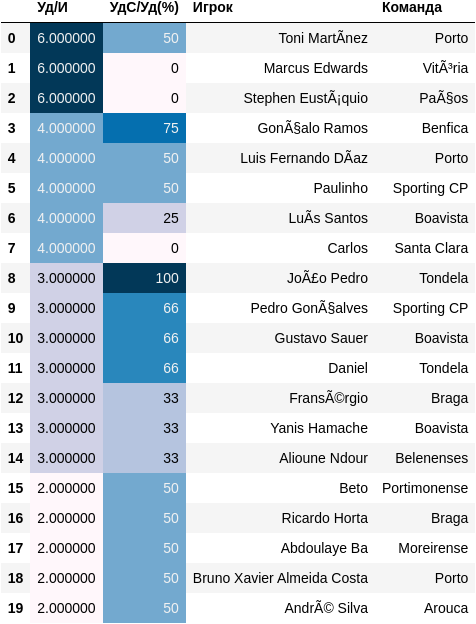 Уд/И УдС/Уд(%) Игрок Команда
0 6.000000 50 Toni MartÃnez Porto
1 6.000000 0 Marcus Edwards VitÃ³ria
2 6.000000 0 Stephen EustÃ¡quio PaÃ§os
3 4.000000 75 GonÃ§alo Ramos Benfica
4 4.000000 50 Luis Fernando DÃaz Porto
5 4.000000 50 Paulinho Sporting CP
6 4.000000 25 LuÃs Santos Boavista
7 4.000000 0 Carlos Santa Clara
8 3.000000 100 JoÃ£o Pedro Tondela
9 3.000000 66 Pedro GonÃ§alves Sporting CP
10 3.000000 66 Gustavo Sauer Boavista
11 3.000000 66 Daniel Tondela
12 3.000000 33 FransÃ©rgio Braga
13 3.000000 33 Yanis Hamache Boavista
14 3.000000 33 Alioune Ndour Belenenses
15 2.000000 50 Beto Portimonense
16 2.000000 50 Ricardo Horta Braga
17 2.000000 50 Abdoulaye Ba Moreirense
18 2.000000 50 Bruno Xavier Almeida Costa Porto
19 2.000000 50 AndrÃ© Silva Arouca